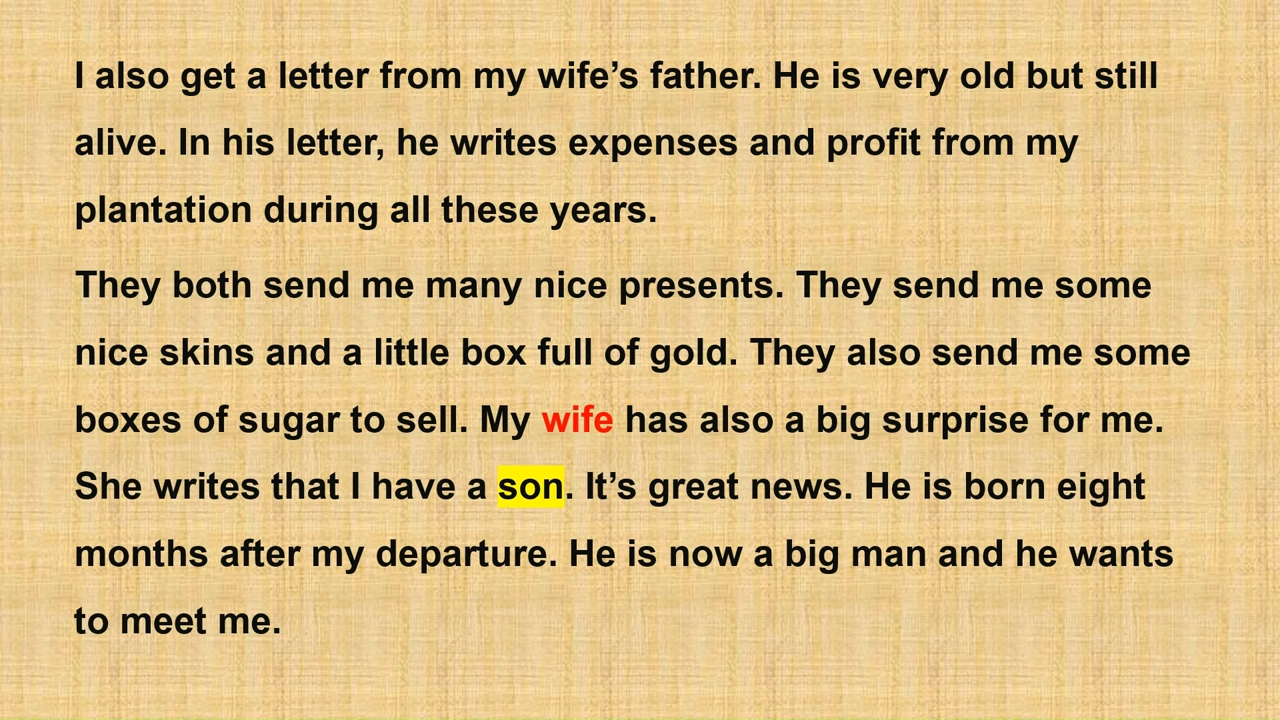 I also get a letter from my wife’s father. He is very old but still
alive. In his letter, he writes expenses and profit from my
plantation during all these years.
They both send me many nice presents. They send me some
nice skins and a little box full of gold. They also send me some
boxes of sugar to sell. My wife has also a big surprise for me.
She writes that I have a son. It’s great news. He is born eight
months after my departure. He is now a big man and he wants
to meet me.